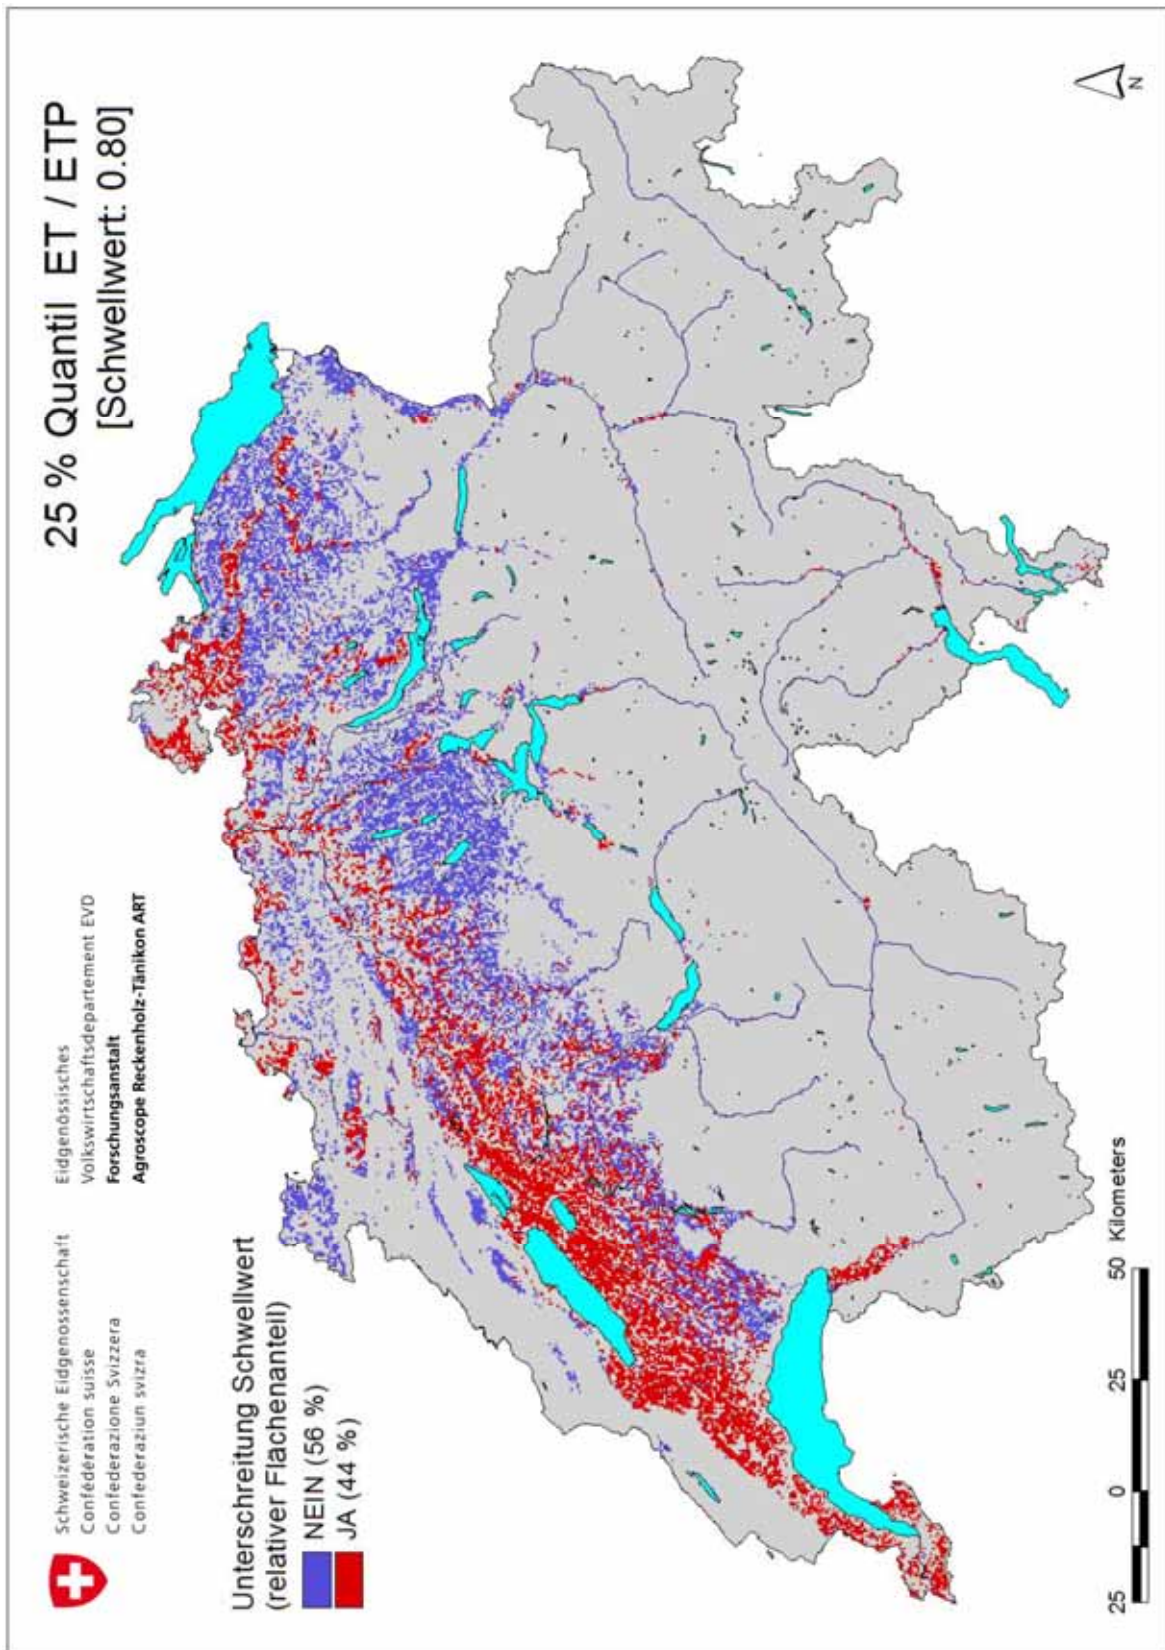 Schweizerische Eidgenossenschaft
Confédération suisse
Confederazione Svizzera
Confederaziun svizra
Eidgenössisches
Volkswirtschaftsdepartement EVD
Forschungsanstalt
Agroscope Reckenholz-Tänikon ART
25 % Quantil ET / ETP
[Schwellwert: 0.80]
Unterschreitung Schwellwert
(relativer Flächenanteil)
NEIN (56 %)
JA (44 %)
25 0 25 50 Kilometers
N